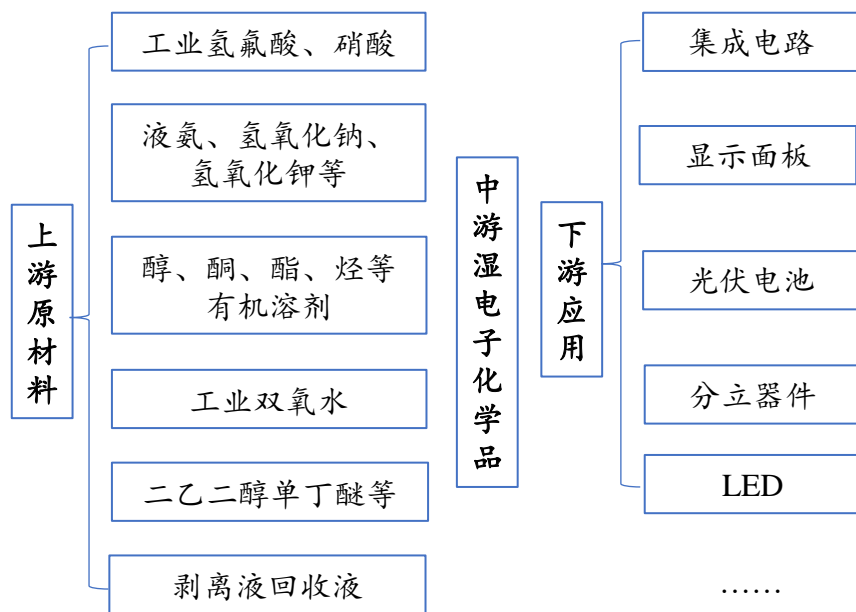 上游原材料
工业氢氟酸、硝酸
液氨、氢氧化钠、
氢氧化钾等
醇、酮、酯、烃等
有机溶剂
工业双氧水
二乙二醇单丁醚等
剥离液回收液
中游湿电子化学品
下游应用
集成电路
显示面板
光伏电池
分立器件
LED
……